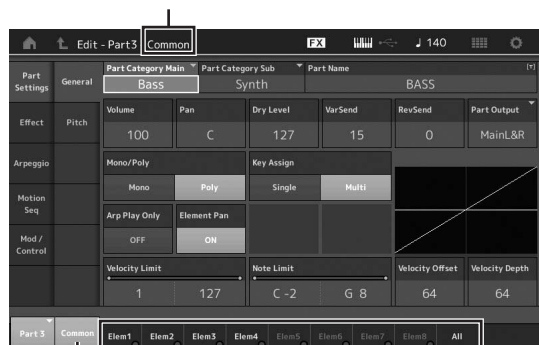 Edit - Part3 Common FX 140
Part Settings General Part Category Main Part Category Sub Part Name
Bass Synth BASS
Effect Pitch Volume Pan Dry Level VarSend RevSend Part Output
100 C 127 15 0 MainL&R
Arpeggio Mono/Poly Key Assign
Mono Poly Single Multi
Motion Seq Arp Play Only Element Pan
Mod / Control OFF ON
Velocity Limit Note Limit Velocity Offset Velocity Depth
1 127 C -2 G 8 64 64
Part 3 Common Elem1 Elem2 Elem3 Elem4 Elem5 Elem6 Elem7 Elem8 All